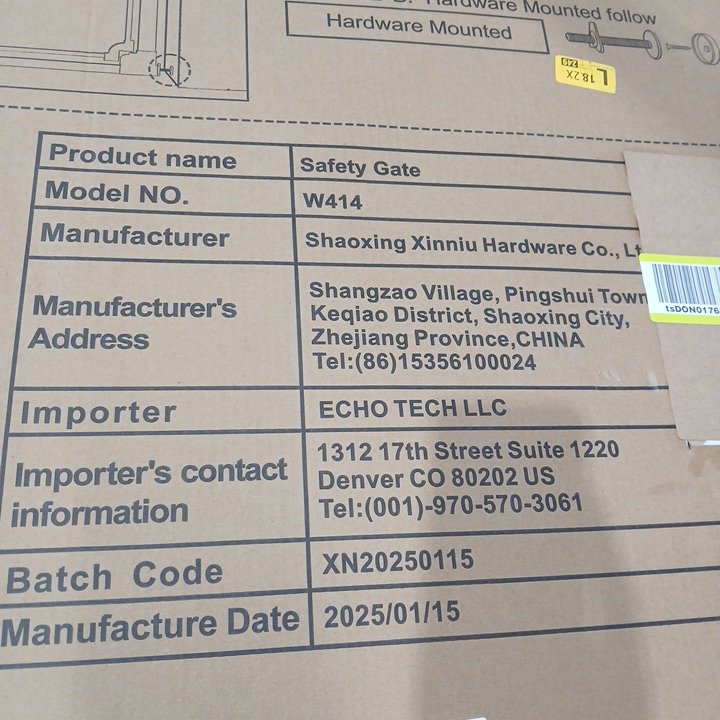 Hardware Mounted follow
Hardware Mounted
L 18.2X
249
Product name Safety Gate
Model NO. W414
Manufacturer Shaoxing Xinniu Hardware Co.,
Manufacturer's Address
Shangzao Village, Pingshui Town
Keqiao District, Shaoxing City,
Zhejiang Province,CHINA
Tel:(86)15356100024
Importer ECHO TECH LLC
Importer's contact
information
1312 17th Street Suite 1220
Denver CO 80202 US
Tel:(001)-970-570-3061
Batch Code XN20250115
Manufacture Date 2025/01/15
tsDON0176